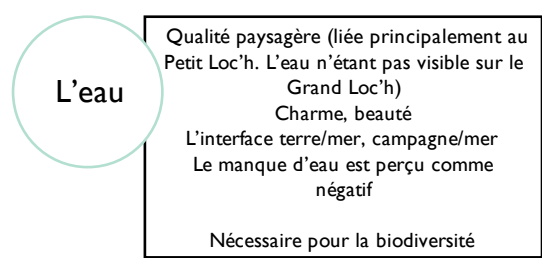 L'eau
Qualité paysagère (liée principalement au
Petit Loc'h. L'eau n'étant pas visible sur le
Grand Loc'h)
Charme, beauté
L'interface terre/mer, campagne/mer
Le manque d'eau est perçu comme
négatif
Nécessaire pour la biodiversité